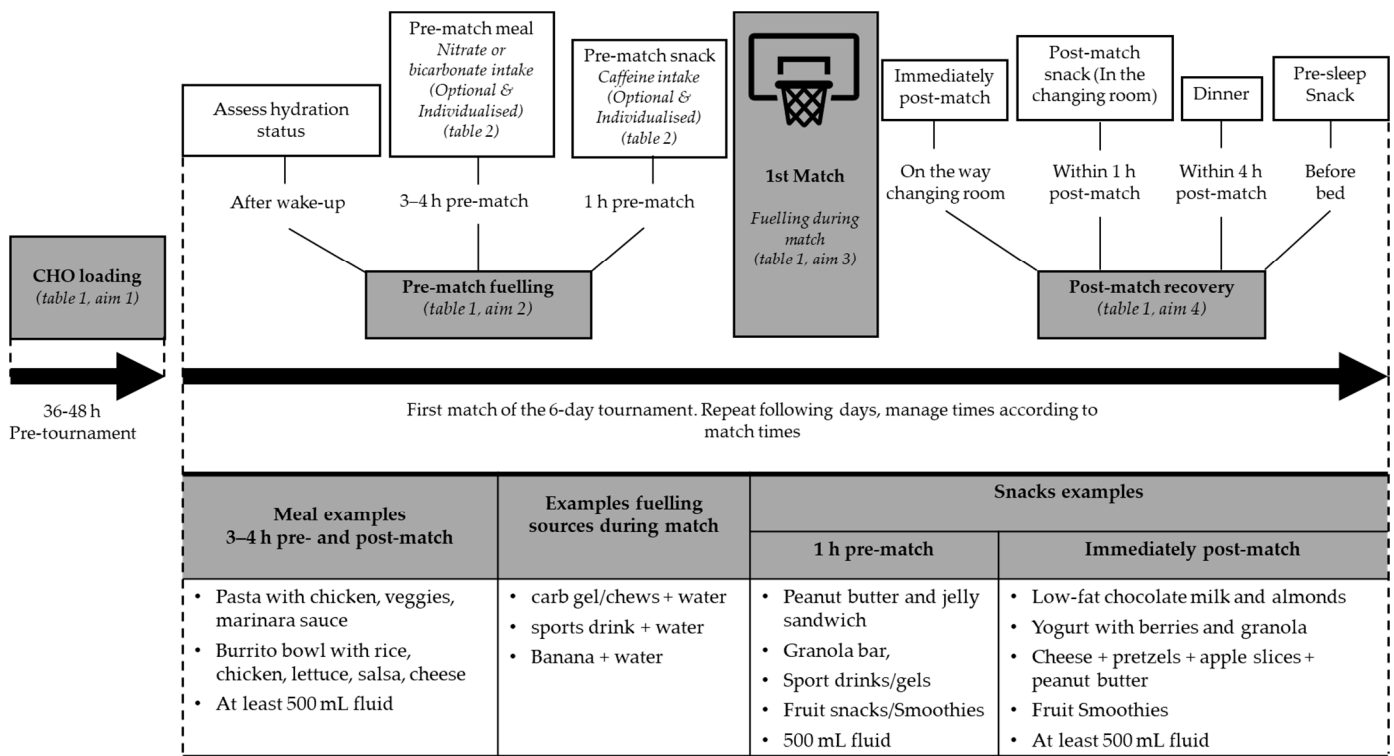 Assess hydration
status
After wake-up
Pre-match meal
Nitrate or
bicarbonate intake
(Optional &
Individualised)
(table 2)
3–4 h pre-match
Pre-match snack
Caffeine intake
(Optional &
Individualised)
(table 2)
1 h pre-match
1st Match
Fuelling during
match
(table 1, aim 3)
Immediately
post-match
On the way
changing room
Post-match
snack (In the
changing room)
Within 1 h
post-match
Dinner
Within 4 h
post-match
Pre-sleep
Snack
Before
bed
CHO loading
(table 1, aim 1)
Pre-match fuelling
(table 1, aim 2)
Post-match recovery
(table 1, aim 4)
36-48 h
Pre-tournament
First match of the 6-day tournament. Repeat following days, manage times according to
match times
Meal examples
3–4 h pre- and post-match
Examples fuelling
sources during match
Snacks examples
1 h pre-match
Immediately post-match
• Pasta with chicken, veggies,
marinara sauce
• Burrito bowl with rice,
chicken, lettuce, salsa, cheese
• At least 500 mL fluid
• carb gel/chews + water
• sports drink + water
• Banana + water
• Peanut butter and jelly
sandwich
• Granola bar,
• Sport drinks/gels
• Fruit snacks/Smoothies
• 500 mL fluid
• Low-fat chocolate milk and almonds
• Yogurt with berries and granola
• Cheese + pretzels + apple slices +
peanut butter
• Fruit Smoothies
• At least 500 mL fluid